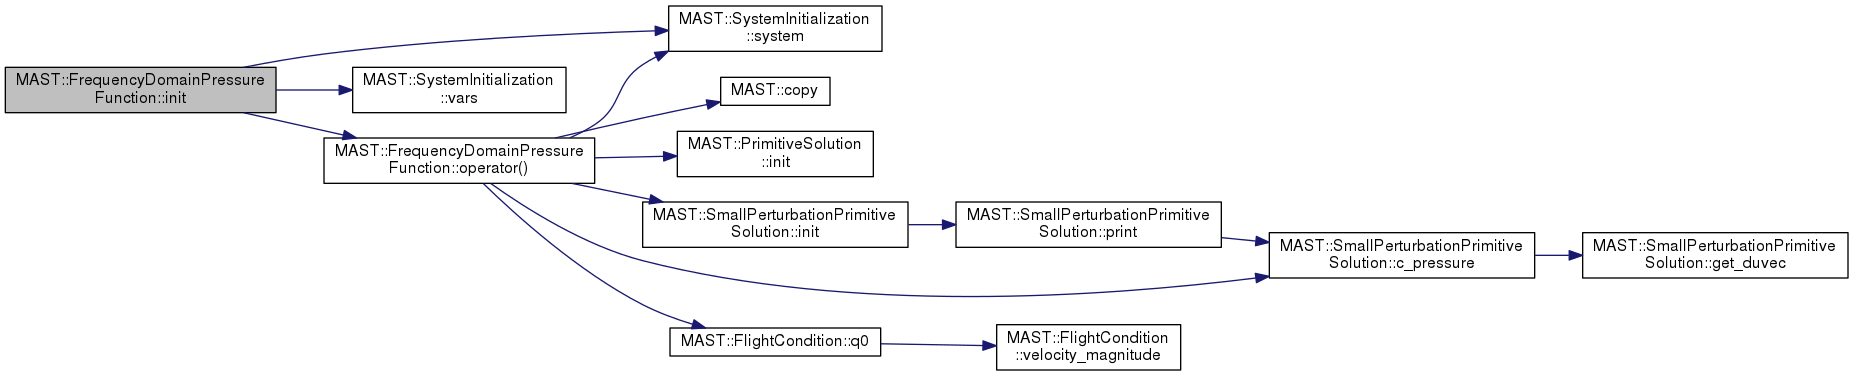 MAST::FrequencyDomainPressure
Function::init
MAST::SystemInitialization
::system
MAST::SystemInitialization
::vars
MAST::FrequencyDomainPressure
Function::operator()
MAST::copy
MAST::PrimitiveSolution
::init
MAST::SmallPerturbationPrimitive
Solution::init
MAST::SmallPerturbationPrimitive
Solution::print
MAST::SmallPerturbationPrimitive
Solution::c_pressure
MAST::SmallPerturbationPrimitive
Solution::get_duvec
MAST::FlightCondition::q0
MAST::FlightCondition
::velocity_magnitude